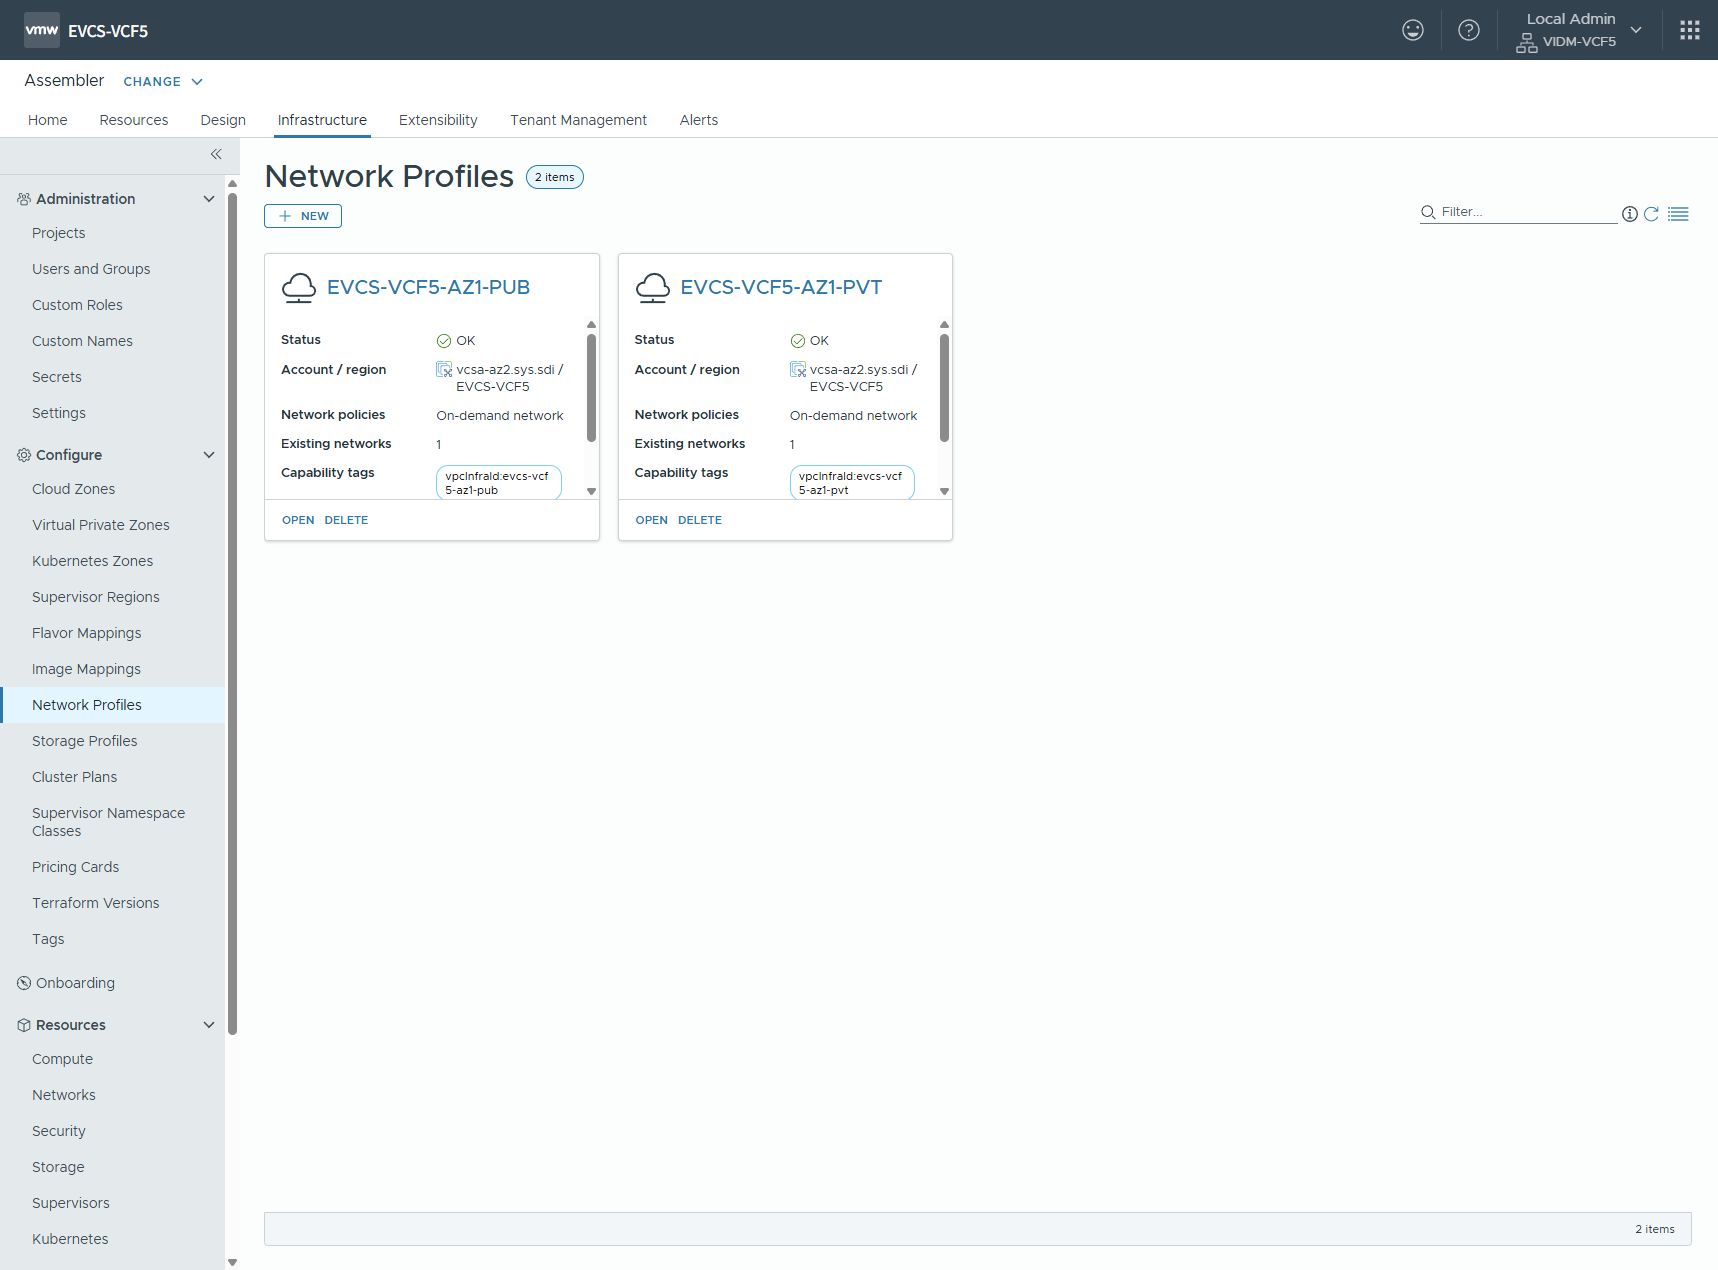 vmw EVCS-VCF5
Local Admin
VIDM-VCF5
Assembler CHANGE
Home Resources Design Infrastructure Extensibility Tenant Management Alerts
Administration
Projects
Users and Groups
Custom Roles
Custom Names
Secrets
Settings
Configure
Cloud Zones
Virtual Private Zones
Kubernetes Zones
Supervisor Regions
Flavor Mappings
Image Mappings
Network Profiles
Storage Profiles
Cluster Plans
Supervisor Namespace
Classes
Pricing Cards
Terraform Versions
Tags
Onboarding
Resources
Compute
Networks
Security
Storage
Supervisors
Kubernetes
Network Profiles 2 items
NEW
Filter...
EVCS-VCF5-AZ1-PUB
Status OK
Account / region vcsa-az2.sys.sdi /
EVCS-VCF5
Network policies On-demand network
Existing networks 1
Capability tags vpcInfraId:evcs-vcf
5-az1-pub
OPEN DELETE
EVCS-VCF5-AZ1-PVT
Status OK
Account / region vcsa-az2.sys.sdi /
EVCS-VCF5
Network policies On-demand network
Existing networks 1
Capability tags vpcInfraId:evcs-vcf
5-az1-pvt
OPEN DELETE
2 items